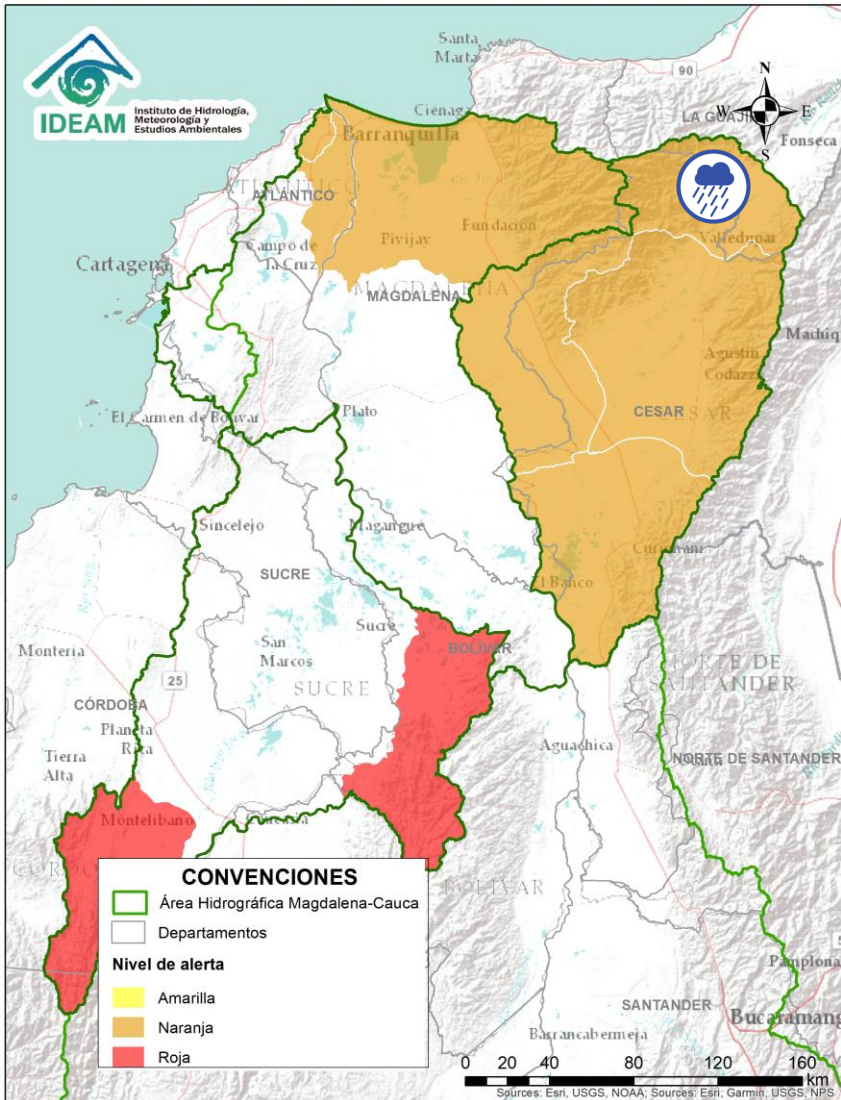 IDEAM
Instituto de Hidrología,
Meteorología y
Estudios Ambientales
Santa
Marta
90
N
W
E
S
Ciénaga
LA GUAJIRA
Fonseca
Barranquilla
ATLÁNTICO
Fundación
Pivijay
Valledupar
Campo de
la Cruz
Cartagena
MAGDALENA
Agustín
Codazzi
CESAR
Plato
El Carmen de Bolívar
Sincelejo
Magangué
El Banco
SUCRE
Sucre
BOLÍVAR
San
Marcos
SUCRE
Montería
25
CÓRDOBA
Planeta
Rica
Tierra
Alta
NORTE DE
SANTANDER
Aguachica
NORTE DE SANTANDER
Montelíbano
BOLÍVAR
CONVENCIONES
Área Hidrográfica Magdalena-Cauca
Departamentos
Nivel de alerta
Amarilla
Naranja
Roja
Pamplona
SANTANDER
Barrancabermeja
0 20 40 80 120 160
km
Sources: Esri, USGS, NOAA; Sources: Esri, Garmin, USGS, NPS